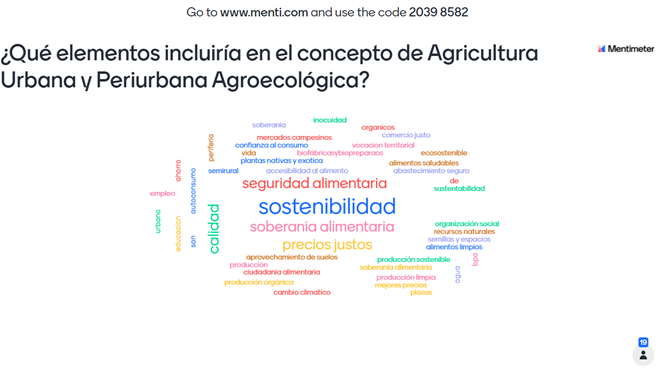 Go to www.menti.com and use the code 2039 8582
Mentimeter
¿Qué elementos incluiría en el concepto de Agricultura
Urbana y Periurbana Agroecológica?
inocuidad
soberania
organicos
comercio justo
mercados campesinos
periferia
confianza al consumo
vocacion territorial
vida
biofábricasybiopreparaos
ecosostenible
plantas nativas y exotica
alimentos saludables
ahorro
semirural
accesibilidad al alimento
abastecimiento seguro
autoconsumo
seguridad alimentaria
de
sustentabilidad
empleo
sostenibilidad
urbano
educacion
san
calidad
soberania alimentaria
organización social
recursos naturales
semillas y espacios
precios justos
alimentos limpios
aprovechamiento de suelos
producción sostenible
bpa
producción
soberanía alimentaria
ciudadania alimentaria
agua
producción limpia
producción orgánica
mejores precios
cambio climatico
plazas
19